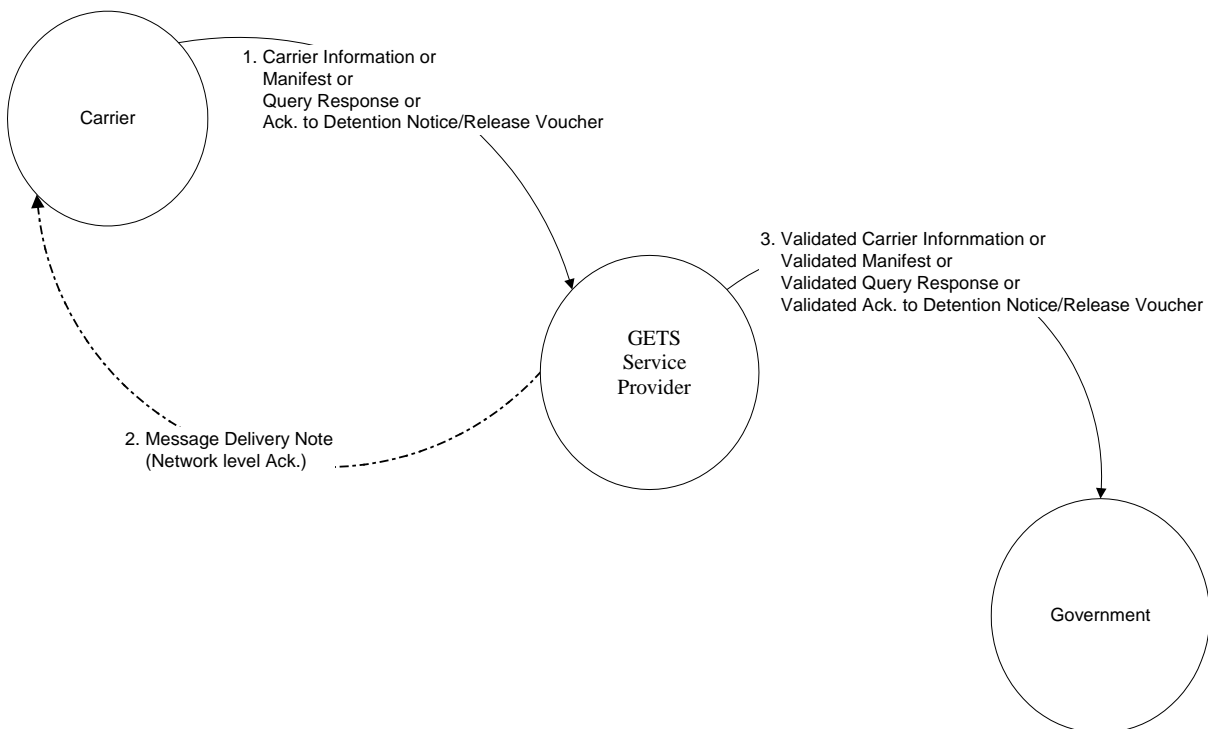 Carrier
1. Carrier Information or
Manifest or
Query Response or
Ack. to Detention Notice/Release Voucher
2. Message Delivery Note
(Network level Ack.)
GETS
Service
Provider
3. Validated Carrier Infornmation or
Validated Manifest or
Validated Query Response or
Validated Ack. to Detention Notice/Release Voucher
Government